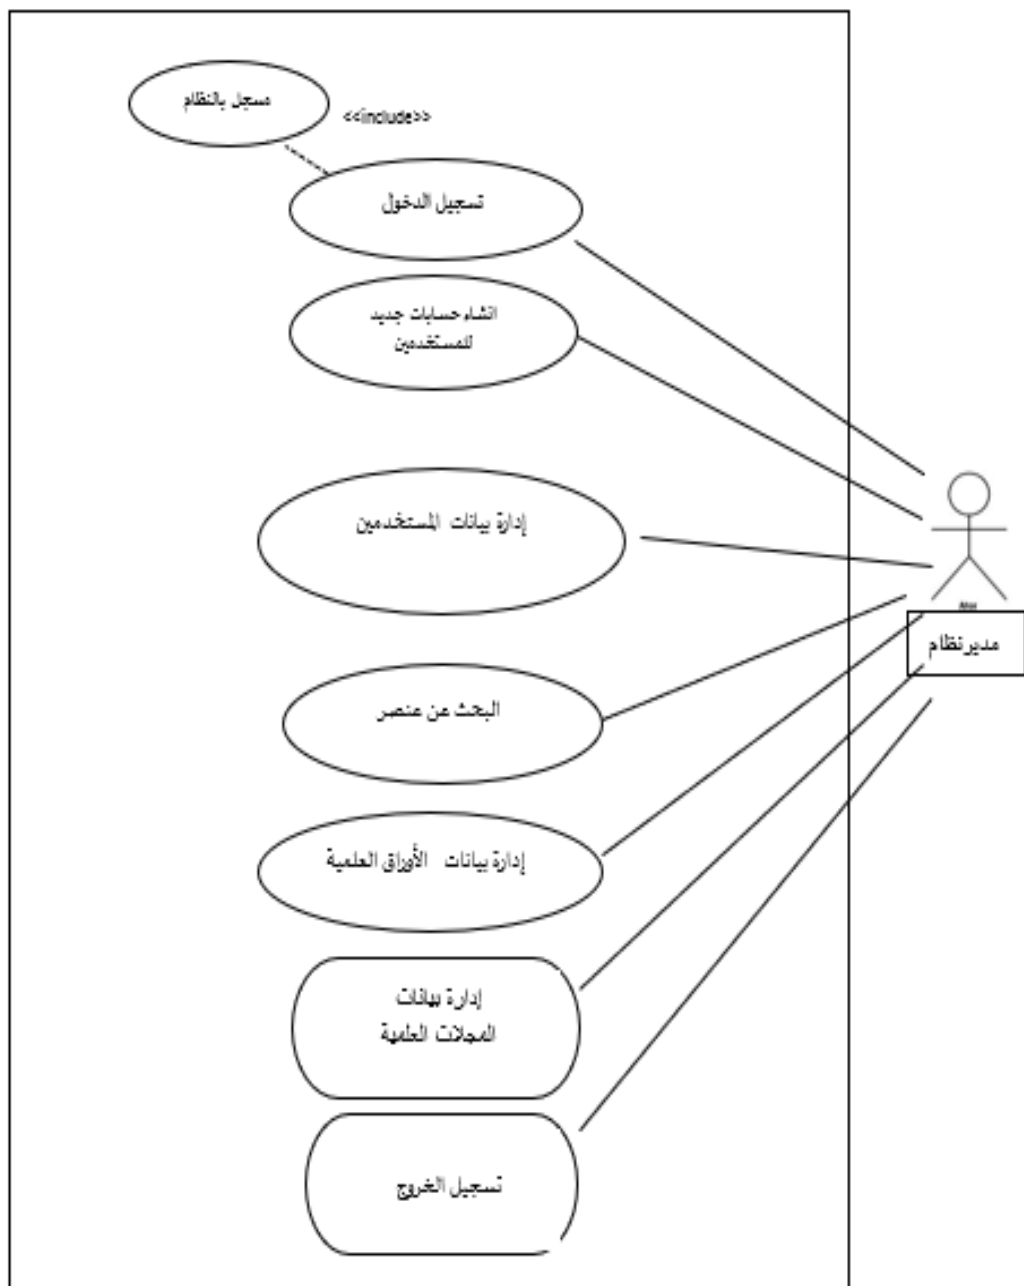 مسجل بالنظام
<<include>>
تسجيل الدخول
انشاء حسابات جديد
للمستخدمين
إدارة بيانات المستخدمين
مدير نظام
البحث عن عنصر
إدارة بيانات الأوراق العلمية
إدارة بيانات
المجلات العلمية
تسجيل الخروج